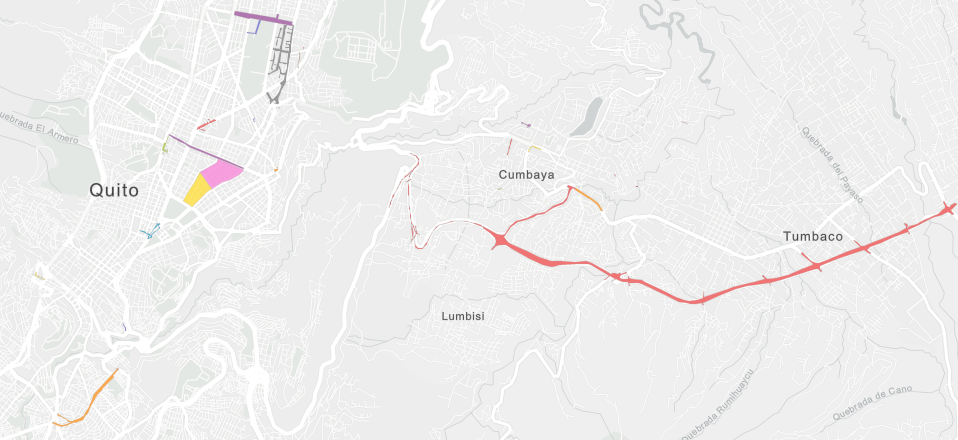 Quebrada El Armero
Quebrada del Payaso
Cumbaya
Quito
Tumbaco
Lumbisi
Quebrada Rumihuaycu
Quebrada de Cano